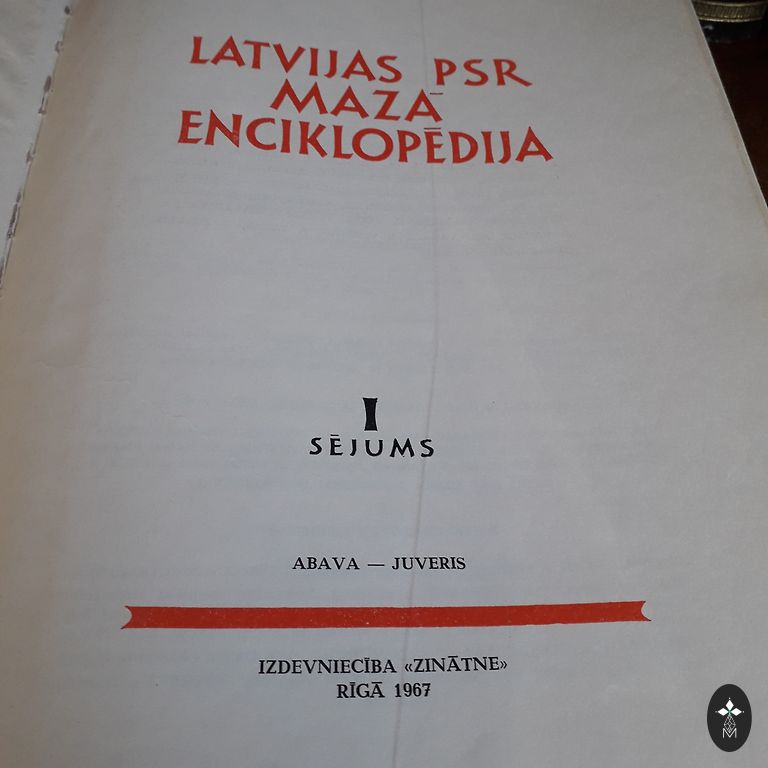 LATVIJAS PSR
MAZĀ
ENCIKLOPĒDIJA
I
SĒJUMS
ABAVA — JUVERIS
IZDEVNIECĪBA «ZINĀTNE»
RĪGĀ 1967
M